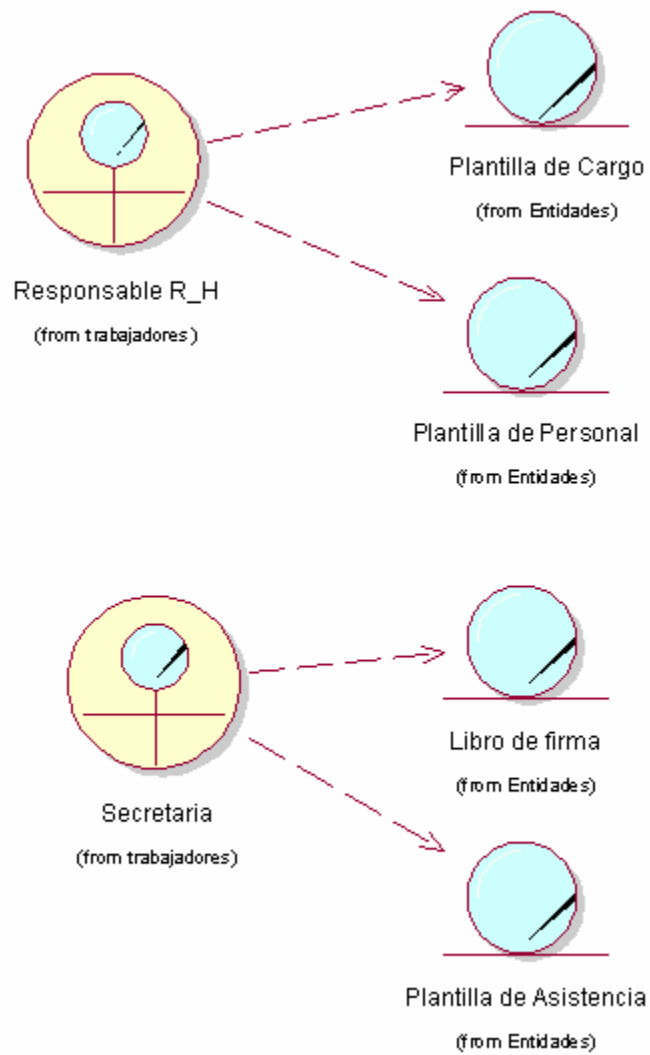 Plantilla de Cargo
(from Entidades)
Responsable R_H
(from trabajadores)
Plantilla de Personal
(from Entidades)
Libro de firma
(from Entidades)
Secretaria
(from trabajadores)
Plantilla de Asistencia
(from Entidades)